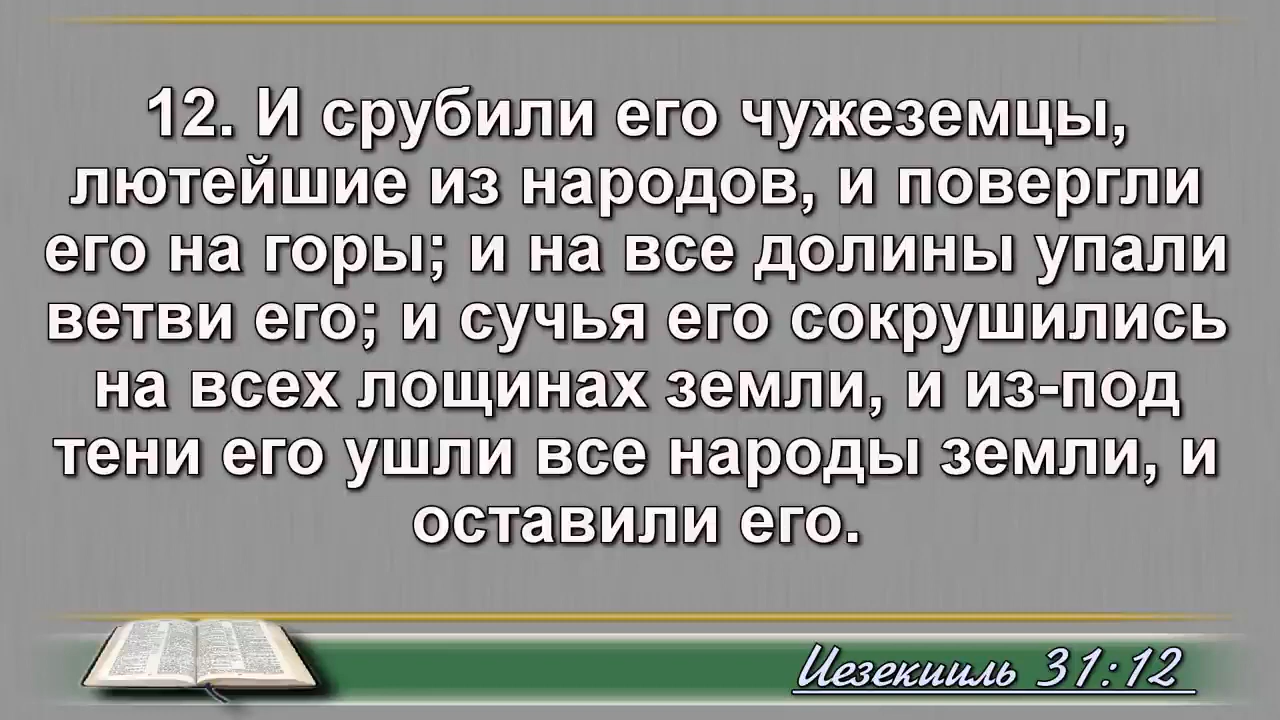 12. И срубили его чужеземцы,
лютейшие из народов, и повергли
его на горы; и на все долины упали
ветви его; и сучья его сокрушились
на всех лощинах земли, и из-под
тени его ушли все народы земли, и
оставили его.
Иезекииль 31:12